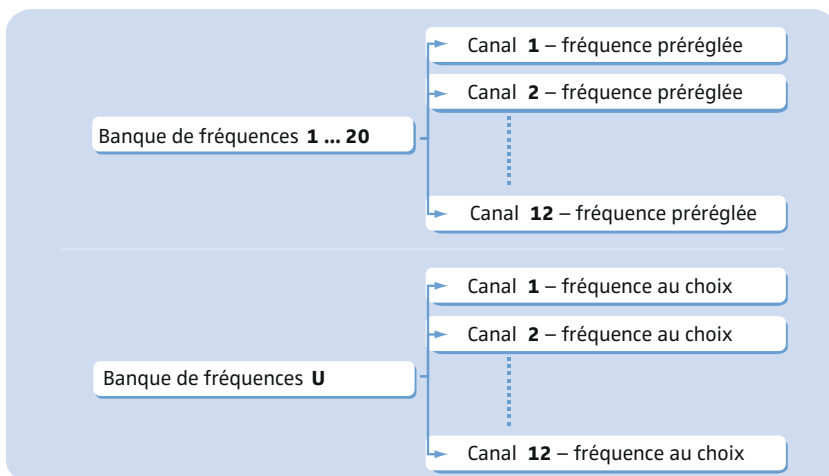 Canal 1 – fréquence préréglée
Canal 2 – fréquence préréglée
Banque de fréquences 1 ... 20
Canal 12 – fréquence préréglée
Canal 1 – fréquence au choix
Canal 2 – fréquence au choix
Banque de fréquences U
Canal 12 – fréquence au choix